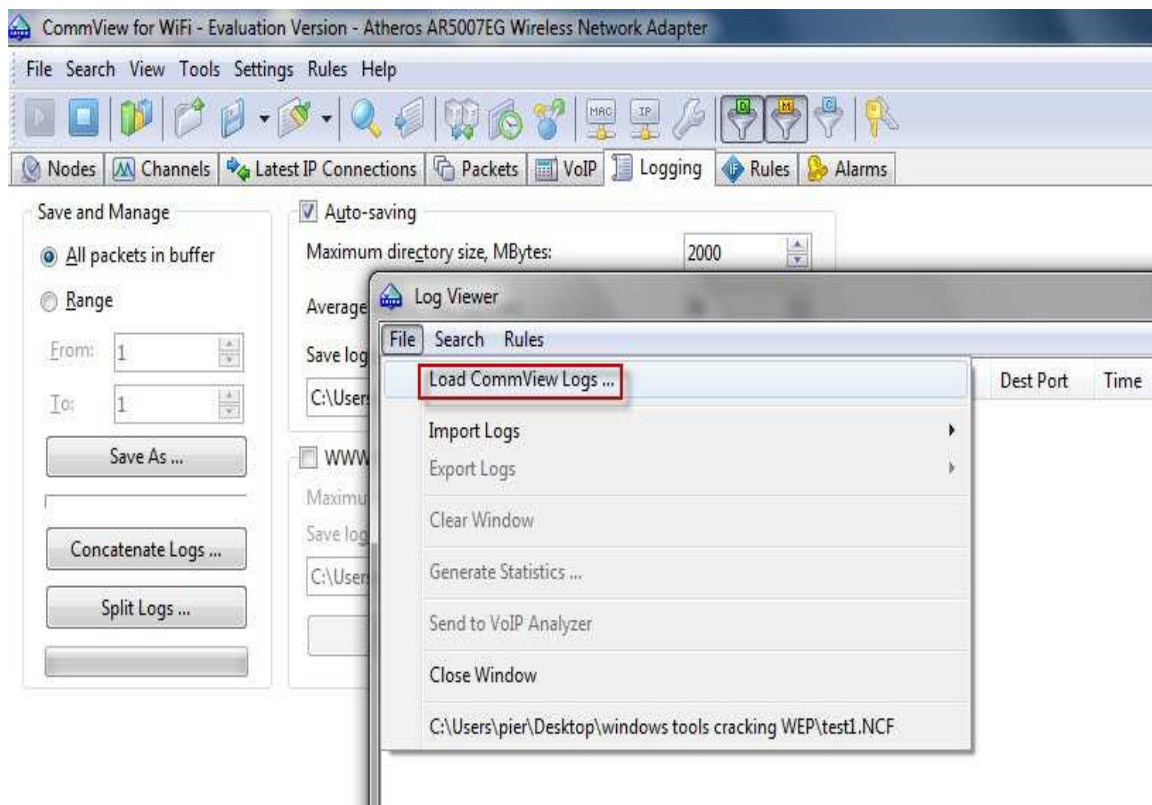 CommView for WiFi - Evaluation Version - Atheros AR5007EG Wireless Network Adapter
File Search View Tools Settings Rules Help
MAC IP
D M C
Nodes Channels Latest IP Connections Packets VoIP Logging Rules Alarms
Save and Manage
All packets in buffer
Range
From: 1
To: 1
Save As ...
Concatenate Logs ...
Split Logs ...
Auto-saving
Maximum directory size, MBytes: 2000
Average
Save log
C:\User
WWW
Maximu
Save log
C:\User
Log Viewer
File Search Rules
Load CommView Logs ...
Import Logs
Export Logs
Clear Window
Generate Statistics ...
Send to VoIP Analyzer
Close Window
C:\Users\pier\Desktop\windows tools cracking WEP\test1.NCF
Dest Port Time